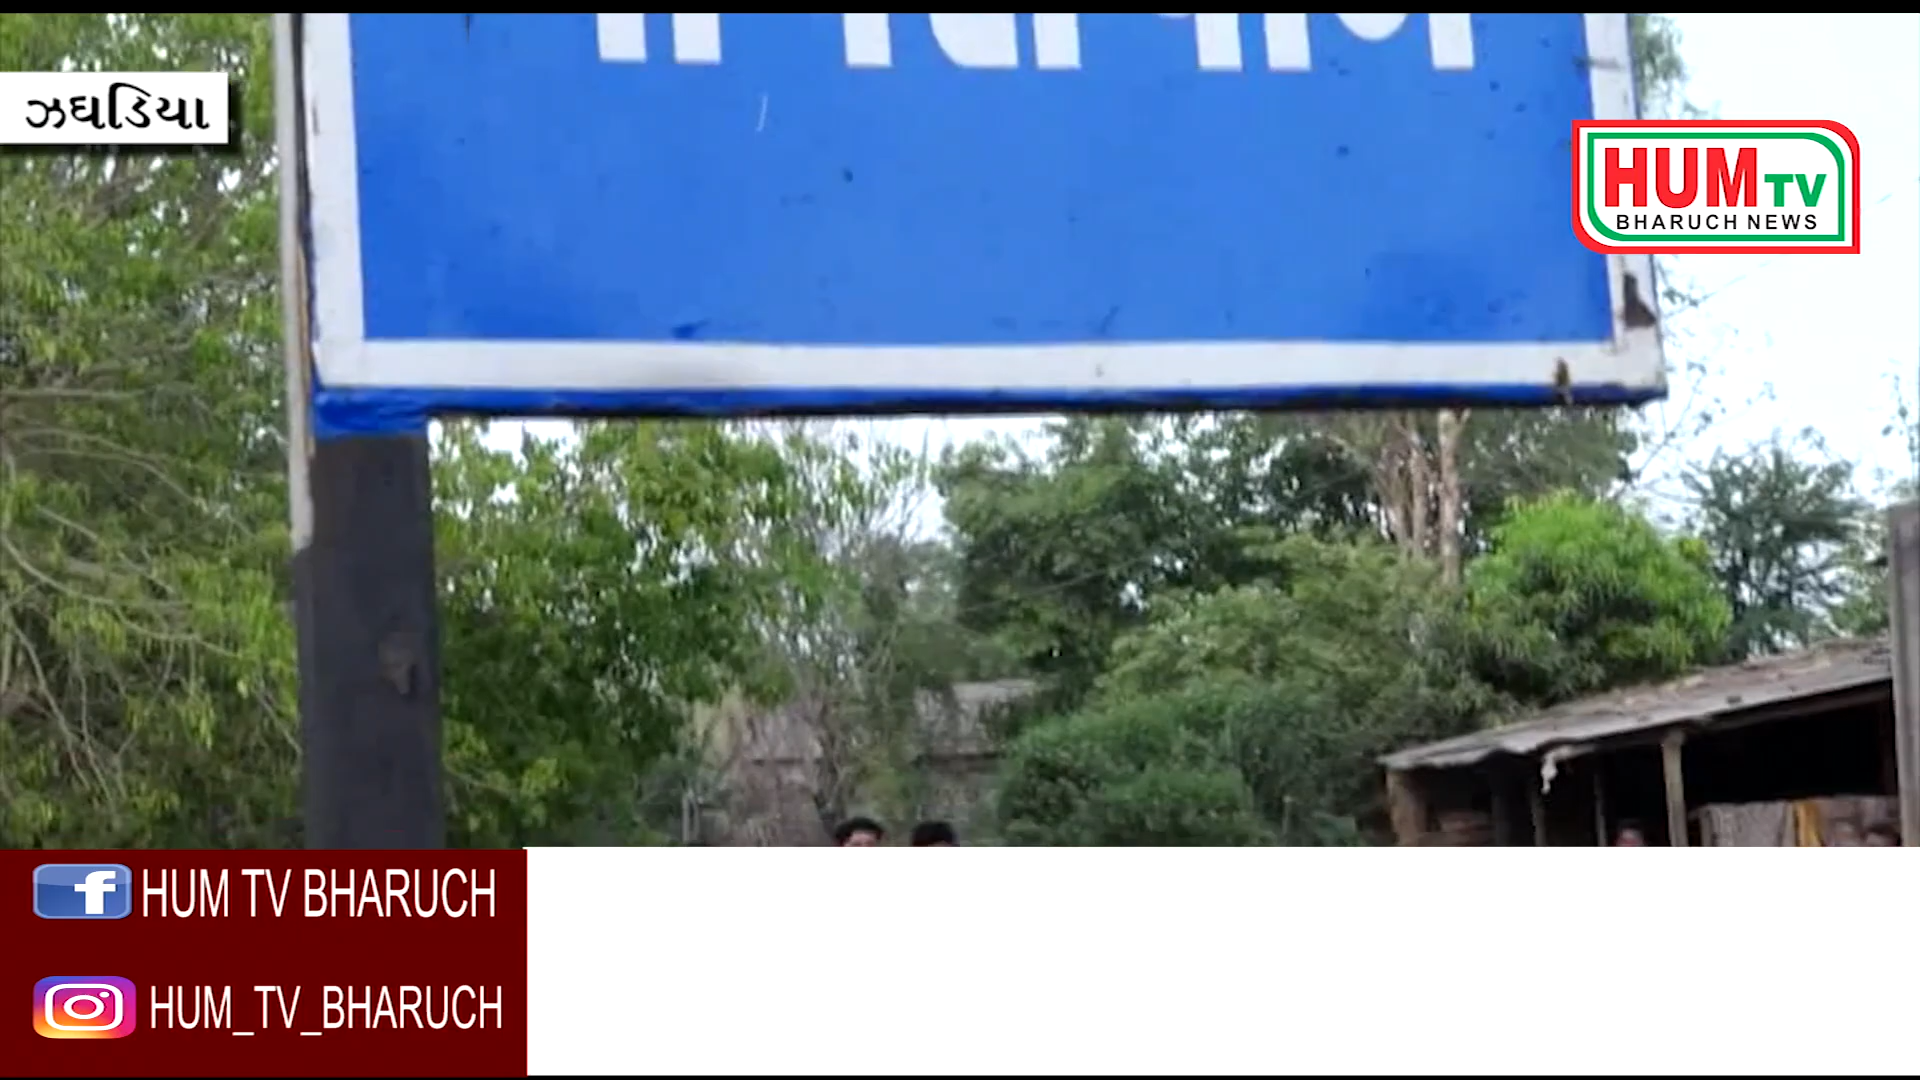 ઝઘડિયા
HUM TV
BHARUCH NEWS
HUM TV BHARUCH
HUM_TV_BHARUCH